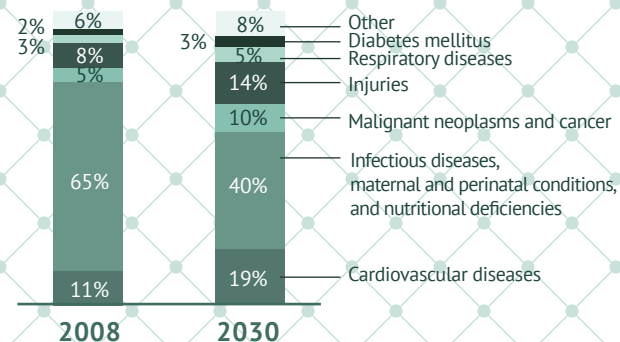 2%
3%
6%
8%
5%
65%
11%
3%
8%
5%
14%
10%
40%
19%
Other
Diabetes mellitus
Respiratory diseases
Injuries
Malignant neoplasms and cancer
Infectious diseases,
maternal and perinatal conditions,
and nutritional deficiencies
Cardiovascular diseases
2008
2030